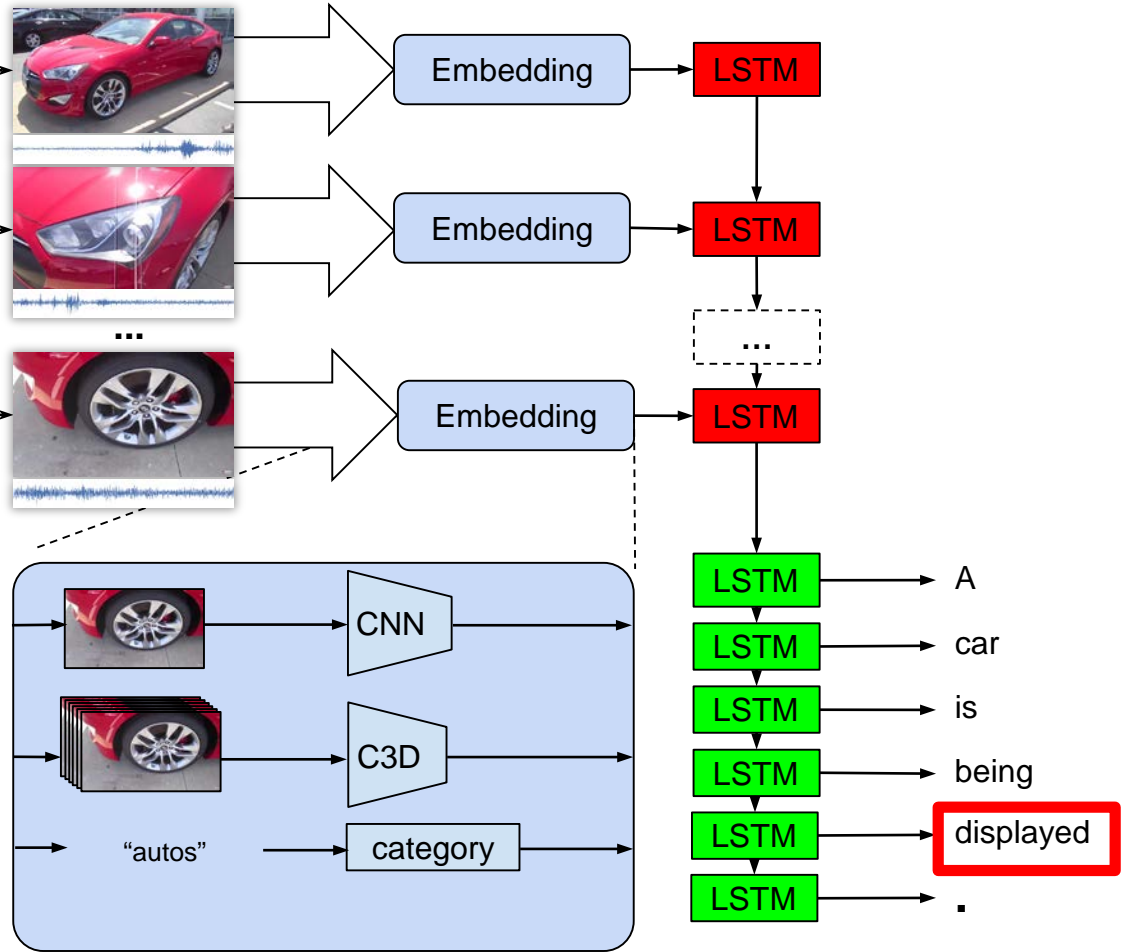 Embedding LSTM
Embedding LSTM
...
...
Embedding LSTM
LSTM A
CNN
LSTM car
LSTM is
C3D
LSTM being
LSTM displayed
“autos” category
LSTM .